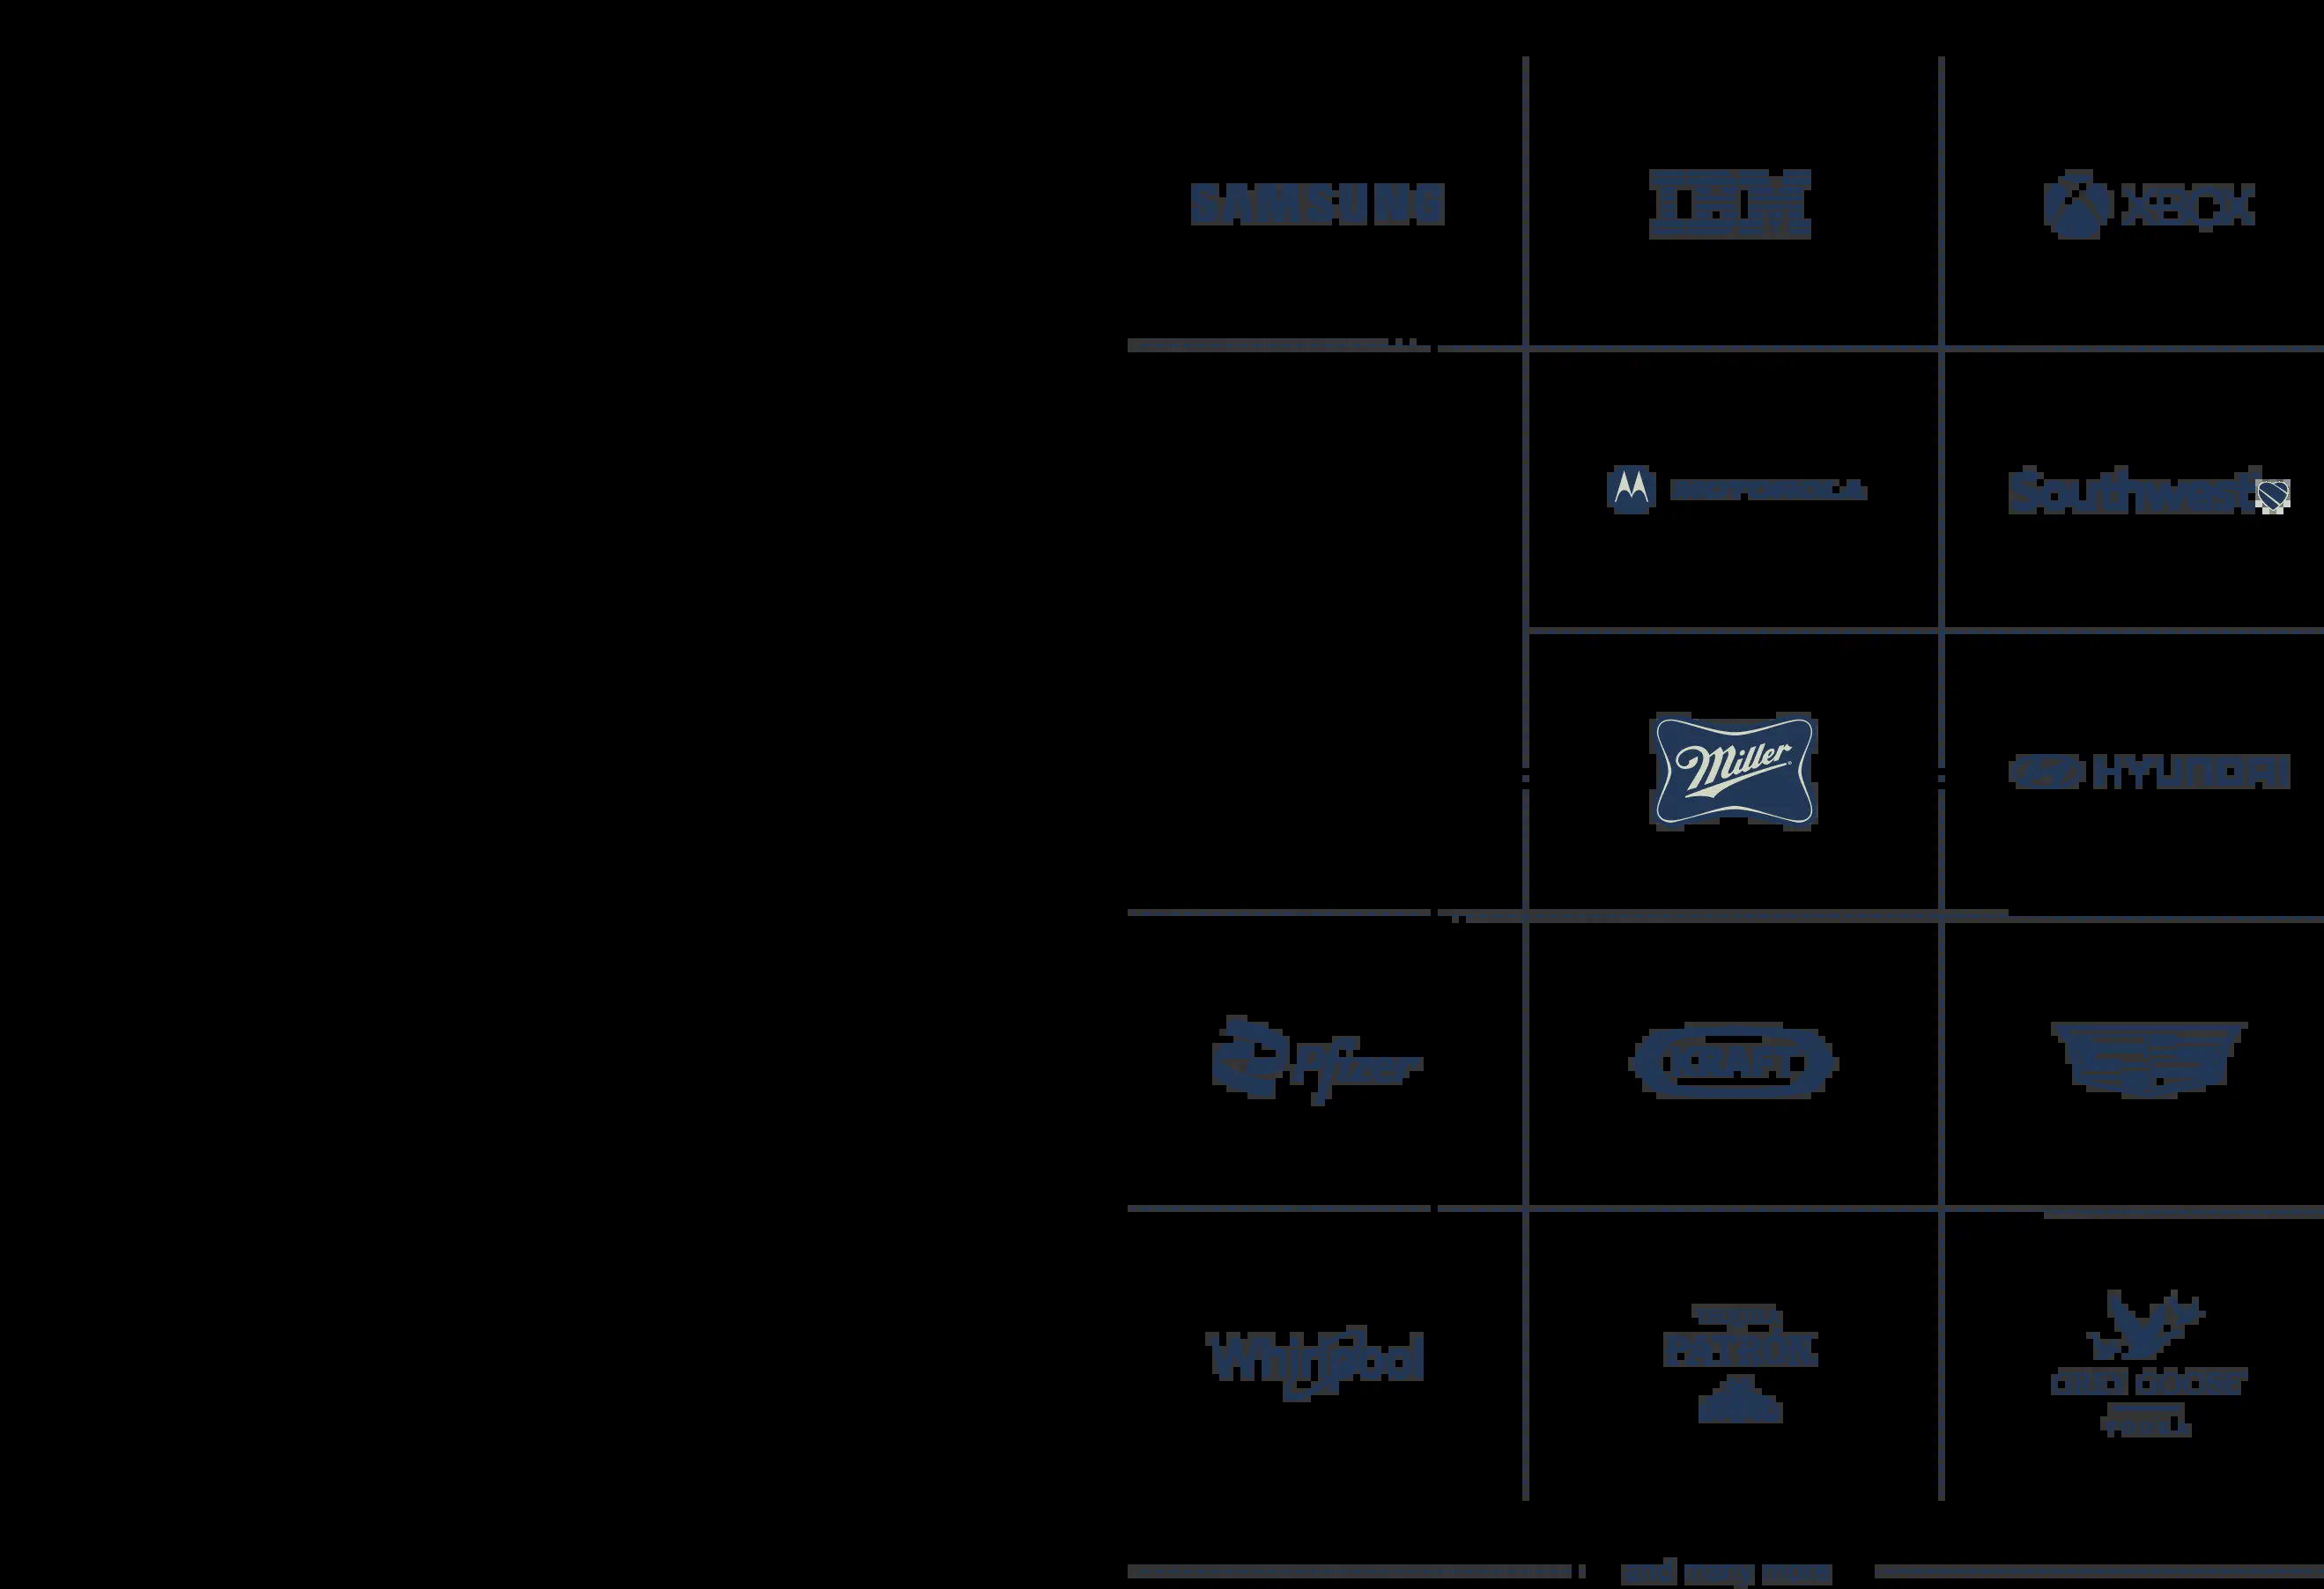 SAMSUNG
IBM
XBOX
MOTOROLA
Southwest
Miller
HYUNDAI
Pfizer
KRAFT
Whirlpool
PATRÓN
GREY GOOSE
and many more